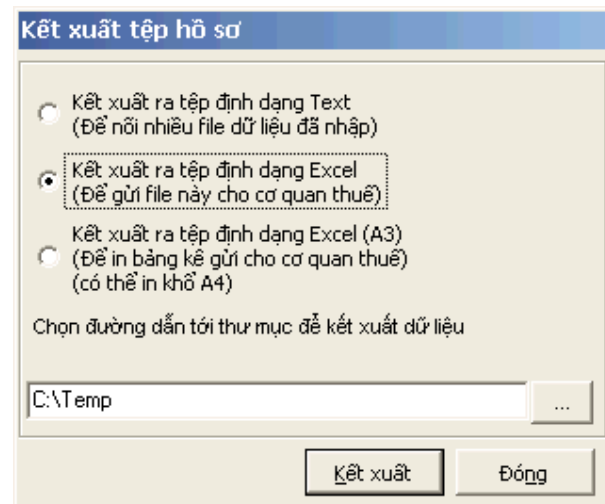 Kết xuất tệp hồ sơ
Kết xuất ra tệp định dạng Text
(Để nối nhiều file dữ liệu đã nhập)
Kết xuất ra tệp định dạng Excel
(Để gửi file này cho cơ quan thuế)
Kết xuất ra tệp định dạng Excel (A3)
(Để in bảng kê gửi cho cơ quan thuế)
(có thể in khổ A4)
Chọn đường dẫn tới thư mục để kết xuất dữ liệu
C:\Temp
...
Kết xuất
Đóng